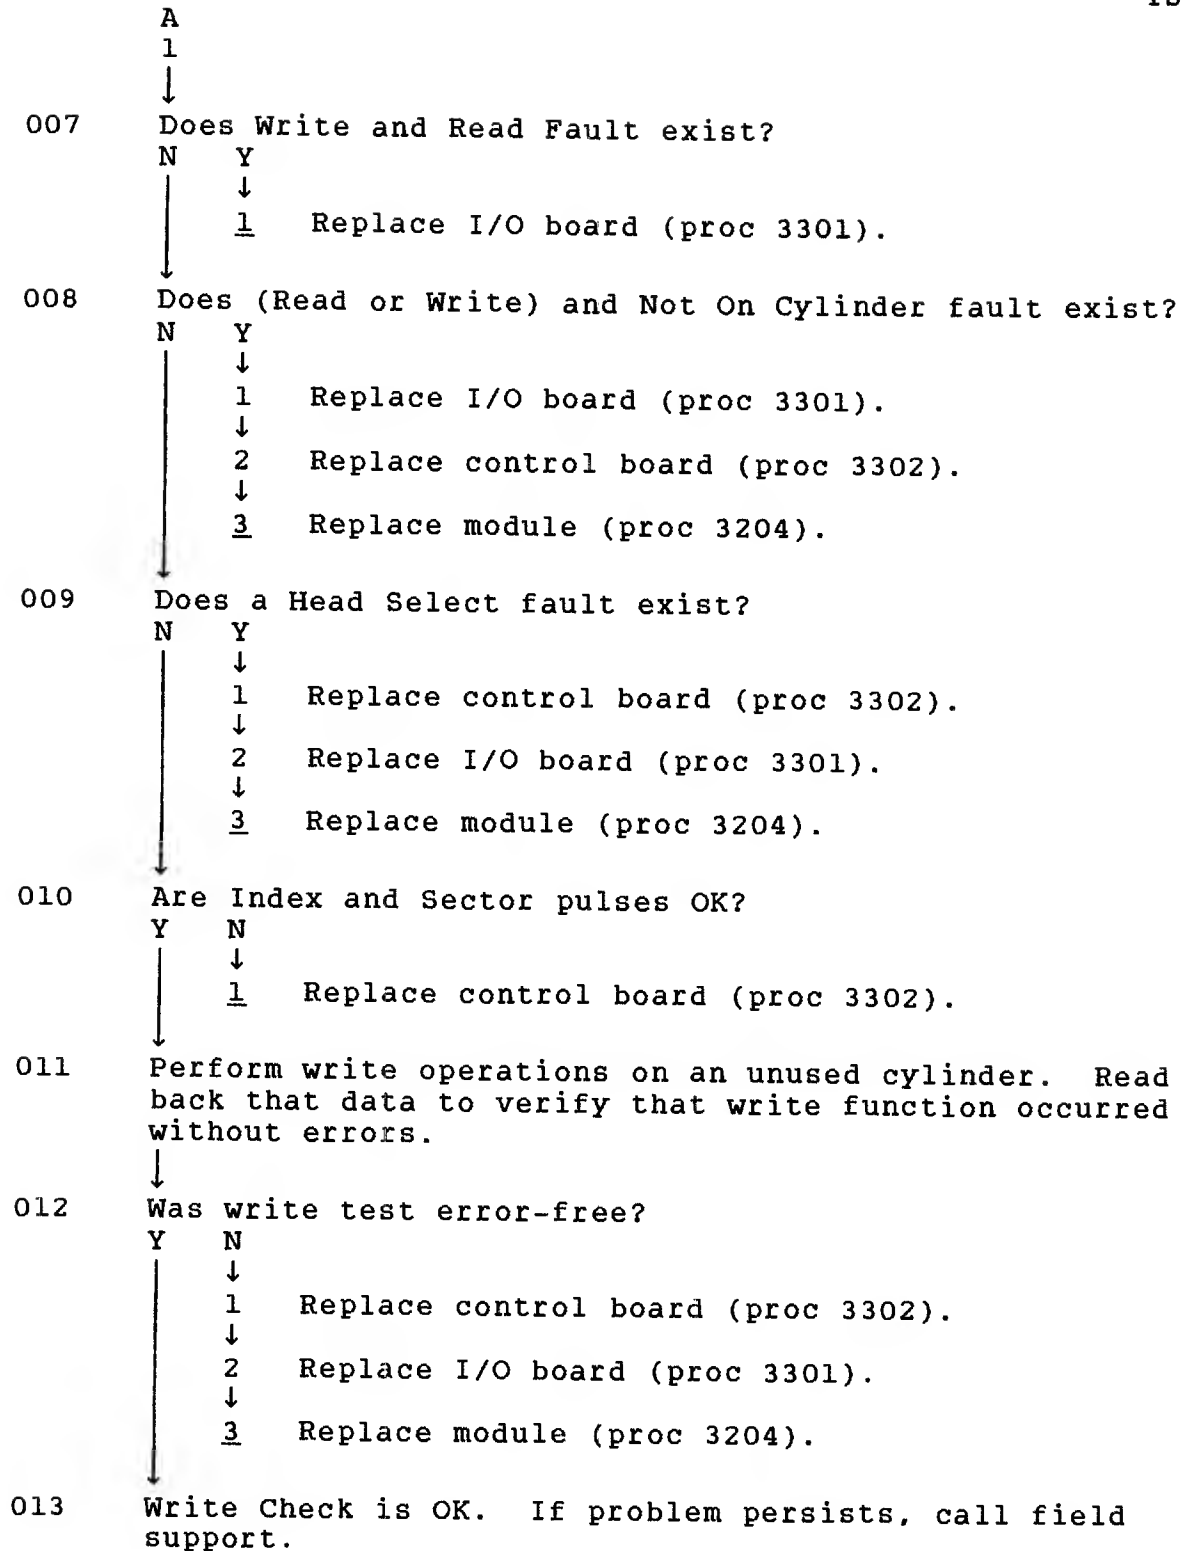 A
1
↓
007 Does Write and Read Fault exist?
N Y
↓
1 Replace I/O board (proc 3301).
008 Does (Read or Write) and Not On Cylinder fault exist?
N Y
↓
1 Replace I/O board (proc 3301).
↓
2 Replace control board (proc 3302).
↓
3 Replace module (proc 3204).
009 Does a Head Select fault exist?
N Y
↓
1 Replace control board (proc 3302).
↓
2 Replace I/O board (proc 3301).
↓
3 Replace module (proc 3204).
010 Are Index and Sector pulses OK?
Y N
↓
1 Replace control board (proc 3302).
011 Perform write operations on an unused cylinder. Read
back that data to verify that write function occurred
without errors.
↓
012 Was write test error-free?
Y N
↓
1 Replace control board (proc 3302).
↓
2 Replace I/O board (proc 3301).
↓
3 Replace module (proc 3204).
013 Write Check is OK. If problem persists, call field
support.